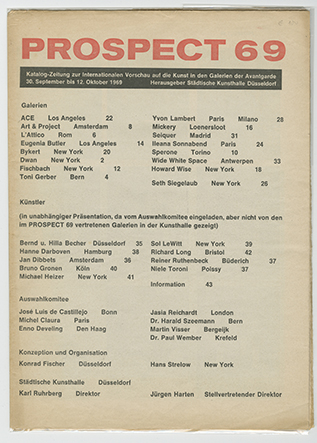 PROSPECT 69
Katalog-Zeitung zur Internationalen Vorschau auf die Kunst in den Galerien der Avantgarde
30. September bis 12. Oktober 1969 Herausgeber Städtische Kunsthalle Düsseldorf
Galerien
ACE Los Angeles 22
Art & Project Amsterdam 8
L'Attico Rom 6
Eugenia Butler Los Angeles 14
Bykert New York 20
Dwan New York 2
Fischbach New York 12
Toni Gerber Bern 4
Yvon Lambert Paris Milano 28
Mickery Loenersloot 16
Seiquer Madrid 31
Ileana Sonnabend Paris 24
Sperone Torino 10
Wide White Space Antwerpen 33
Howard Wise New York 18
Seth Siegelaub New York 26
Künstler
(in unabhängiger Präsentation, da vom Auswahlkomitee eingeladen, aber nicht von den
im PROSPECT 69 vertretenen Galerien in der Kunsthalle gezeigt)
Bernd u. Hilla Becher Düsseldorf 35
Hanne Darboven Hamburg 38
Jan Dibbets Amsterdam 36
Bruno Gronen Köln 40
Michael Heizer New York 41
Sol LeWitt New York 39
Richard Long Bristol 42
Reiner Ruthenbeck Büderich 37
Niele Toroni Poissy 37
Information 43
Auswahlkomitee
José Luis de Castillejo Bonn
Michel Claura Paris
Enno Develing Den Haag
Jasia Reichardt London
Dr. Harald Szeemann Bern
Martin Visser Bergeijk
Dr. Paul Wember Krefeld
Konzeption und Organisation
Konrad Fischer Düsseldorf
Hans Strelow New York
Städtische Kunsthalle Düsseldorf
Karl Ruhrberg Direktor
Jürgen Harten Stellvertretender Direktor